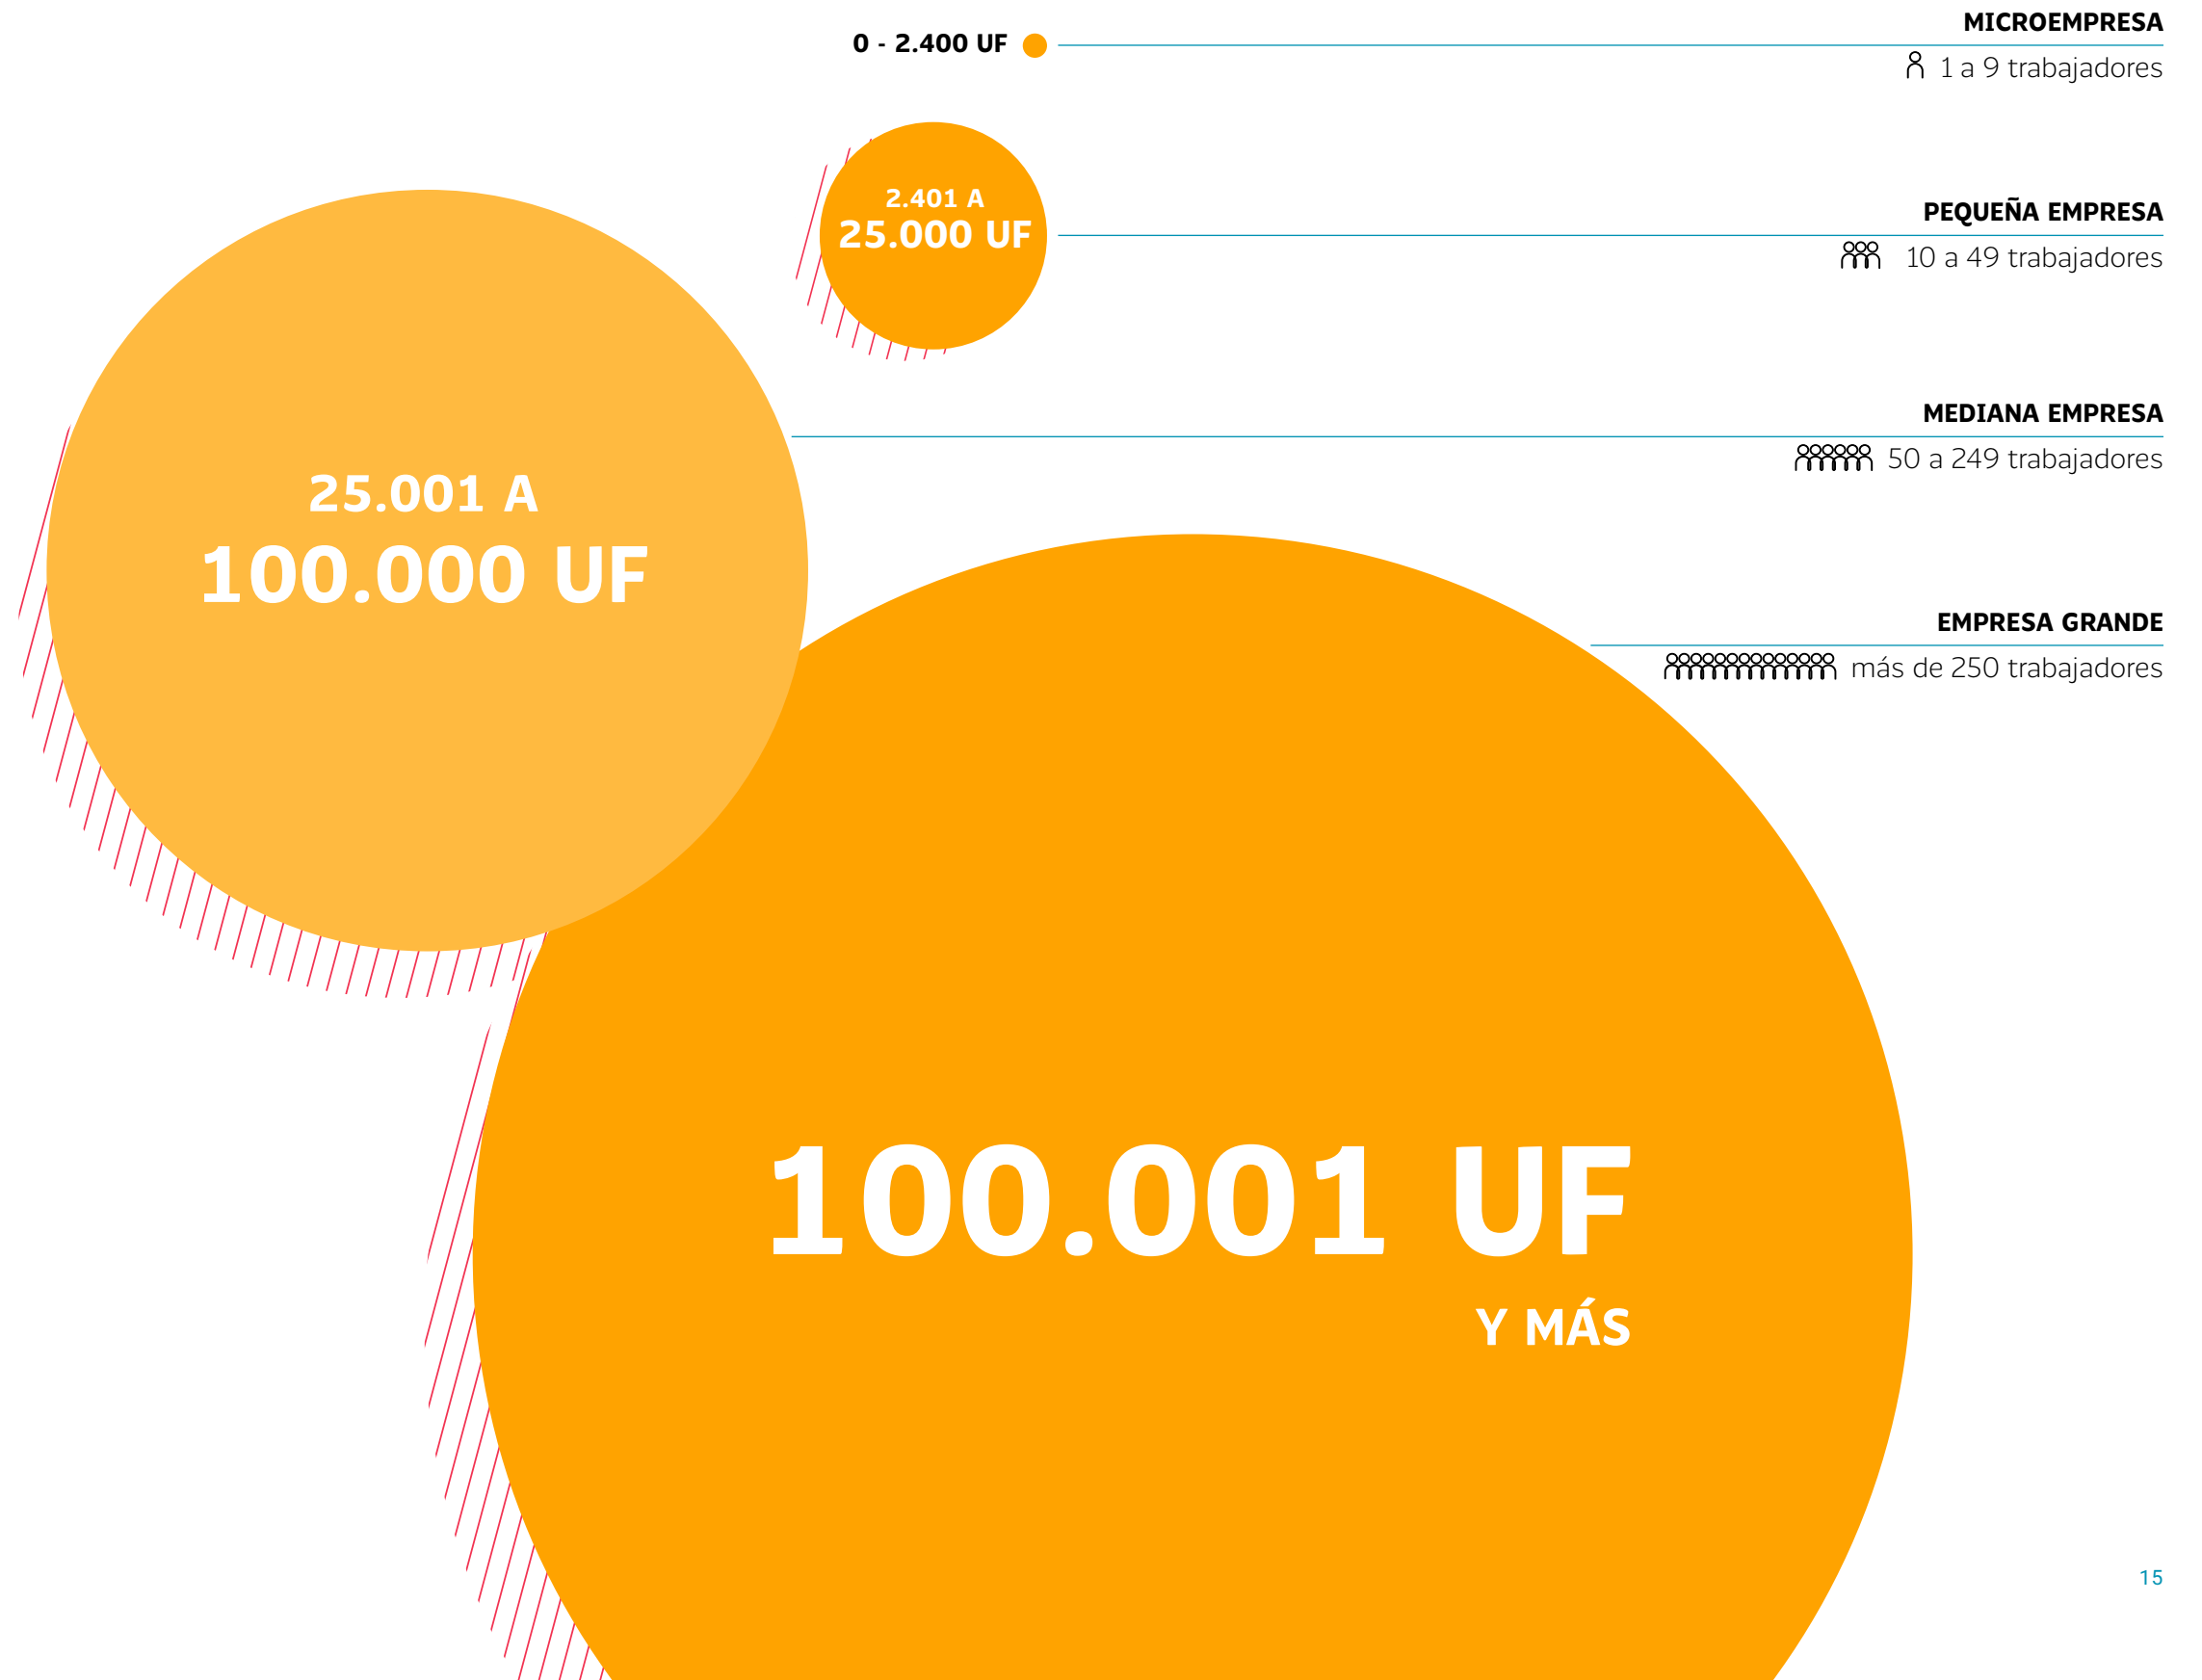 0 - 2.400 UF
MICROEMPRESA
1 a 9 trabajadores
2.401 A
25.000 UF
PEQUEÑA EMPRESA
10 a 49 trabajadores
25.001 A
100.000 UF
MEDIANA EMPRESA
50 a 249 trabajadores
EMPRESA GRANDE
más de 250 trabajadores
100.001 UF
Y MÁS
15